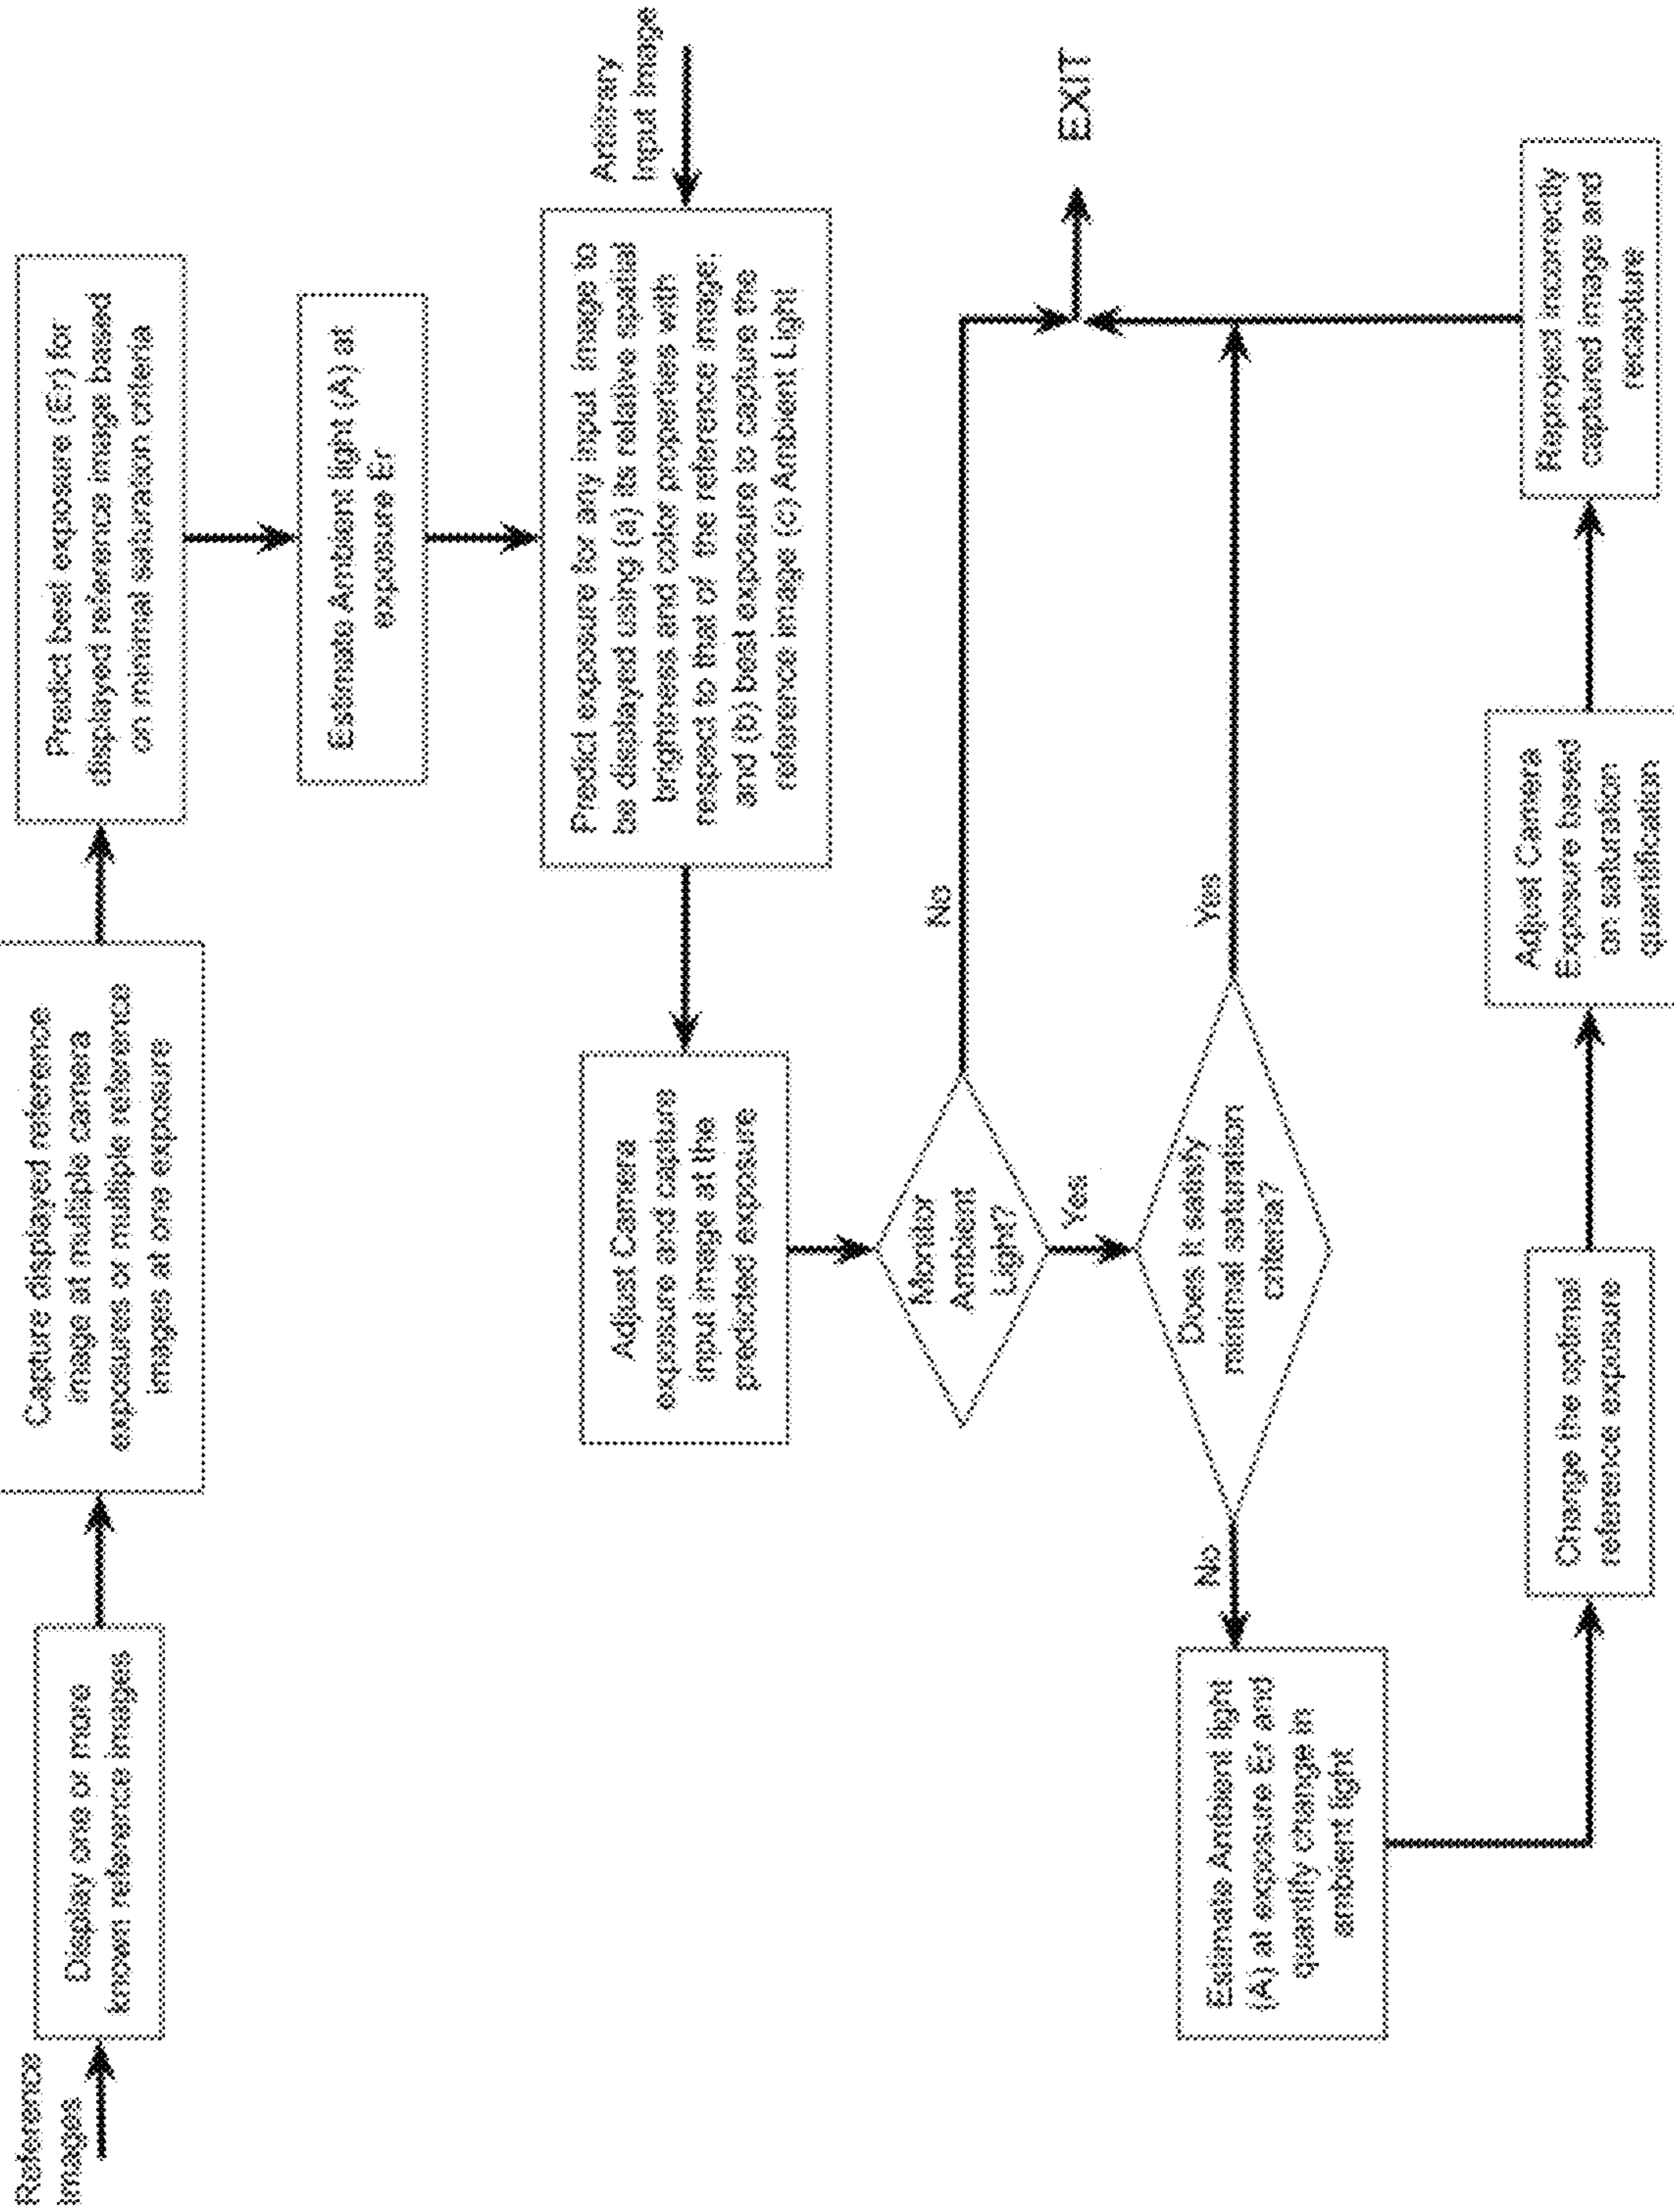 Reference
Images
Display one or more
known reference images
Capture displayed reference
image at multiple camera
exposures or multiple reference
images at one exposure
Predict best exposure (Er) for
displayed reference image based
on minimal saturation criteria
Estimate Ambient light (A) at
exposure Er
Arbitrary
Input Image
Predict exposure for any input image to
be displayed using (a) its relative spatial
brightness and color properties with
respect to that of the reference image;
and (b) best exposure to capture the
reference image (c) Ambient Light
Adjust Camera
exposure and capture
input image at the
predicted exposure
Monitor
Ambient
Light?
No
Yes
Does it satisfy
minimal saturation
criteria?
Yes
No
EXIT
Estimate Ambient light
(A) at exposure Er and
quantify change in
ambient light
Change the optimal
reference exposure
Adjust Camera
Exposure based
on saturation
quantification
Reproject incorrectly
captured image and
recapture